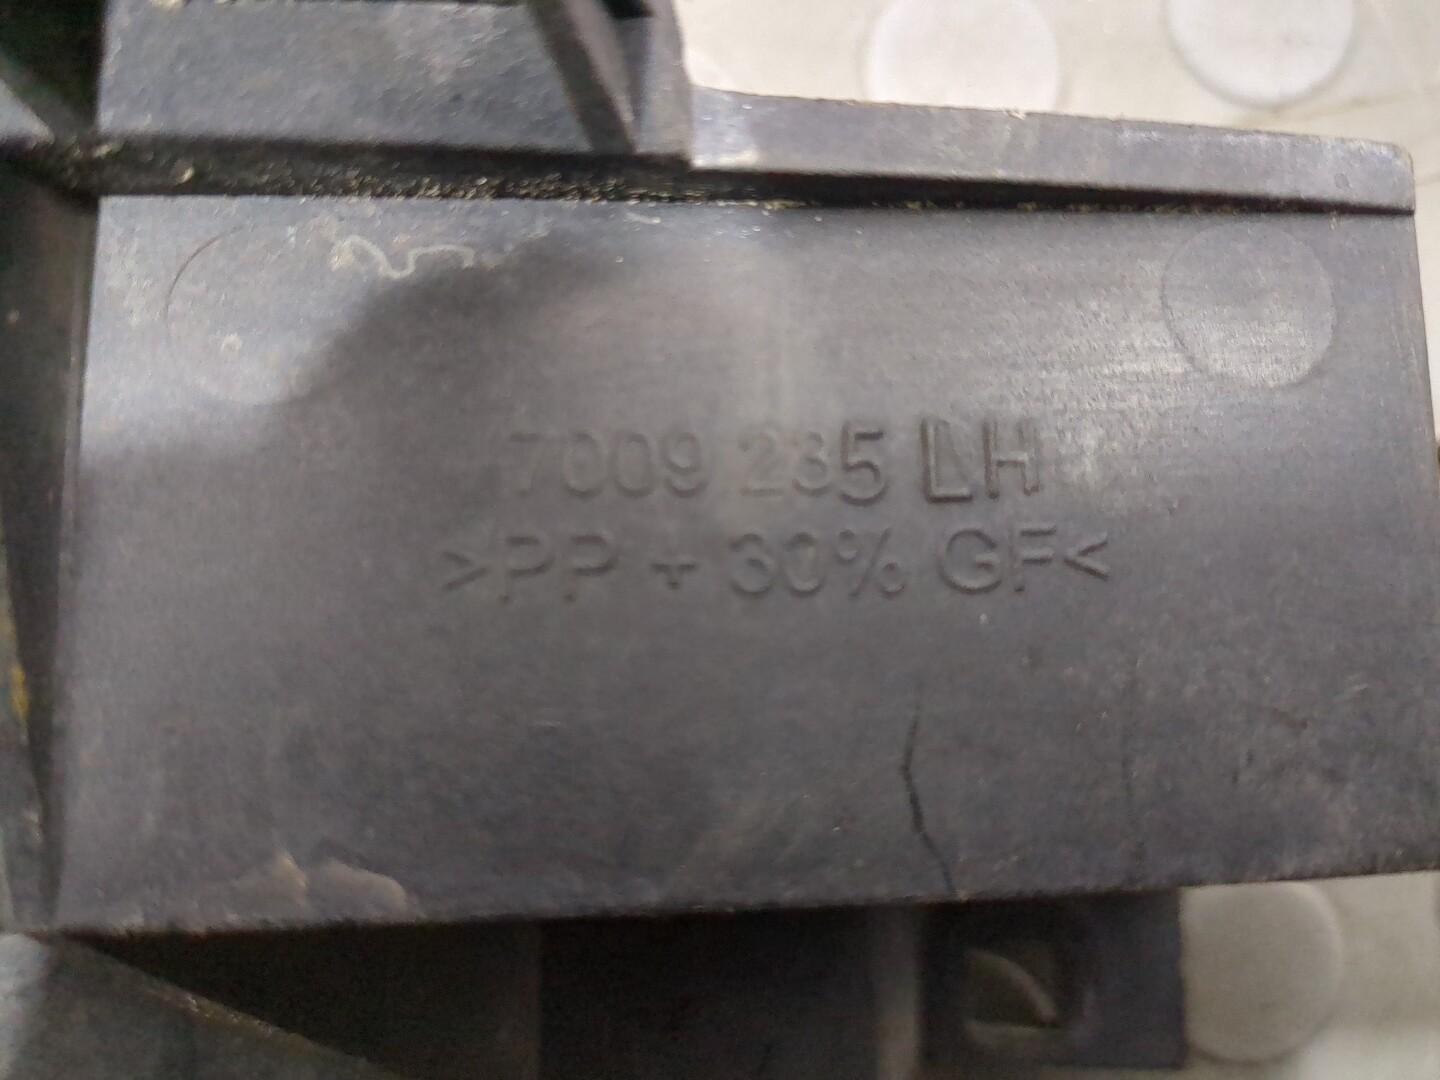 7009 235 LH
>PP + 30% GF<